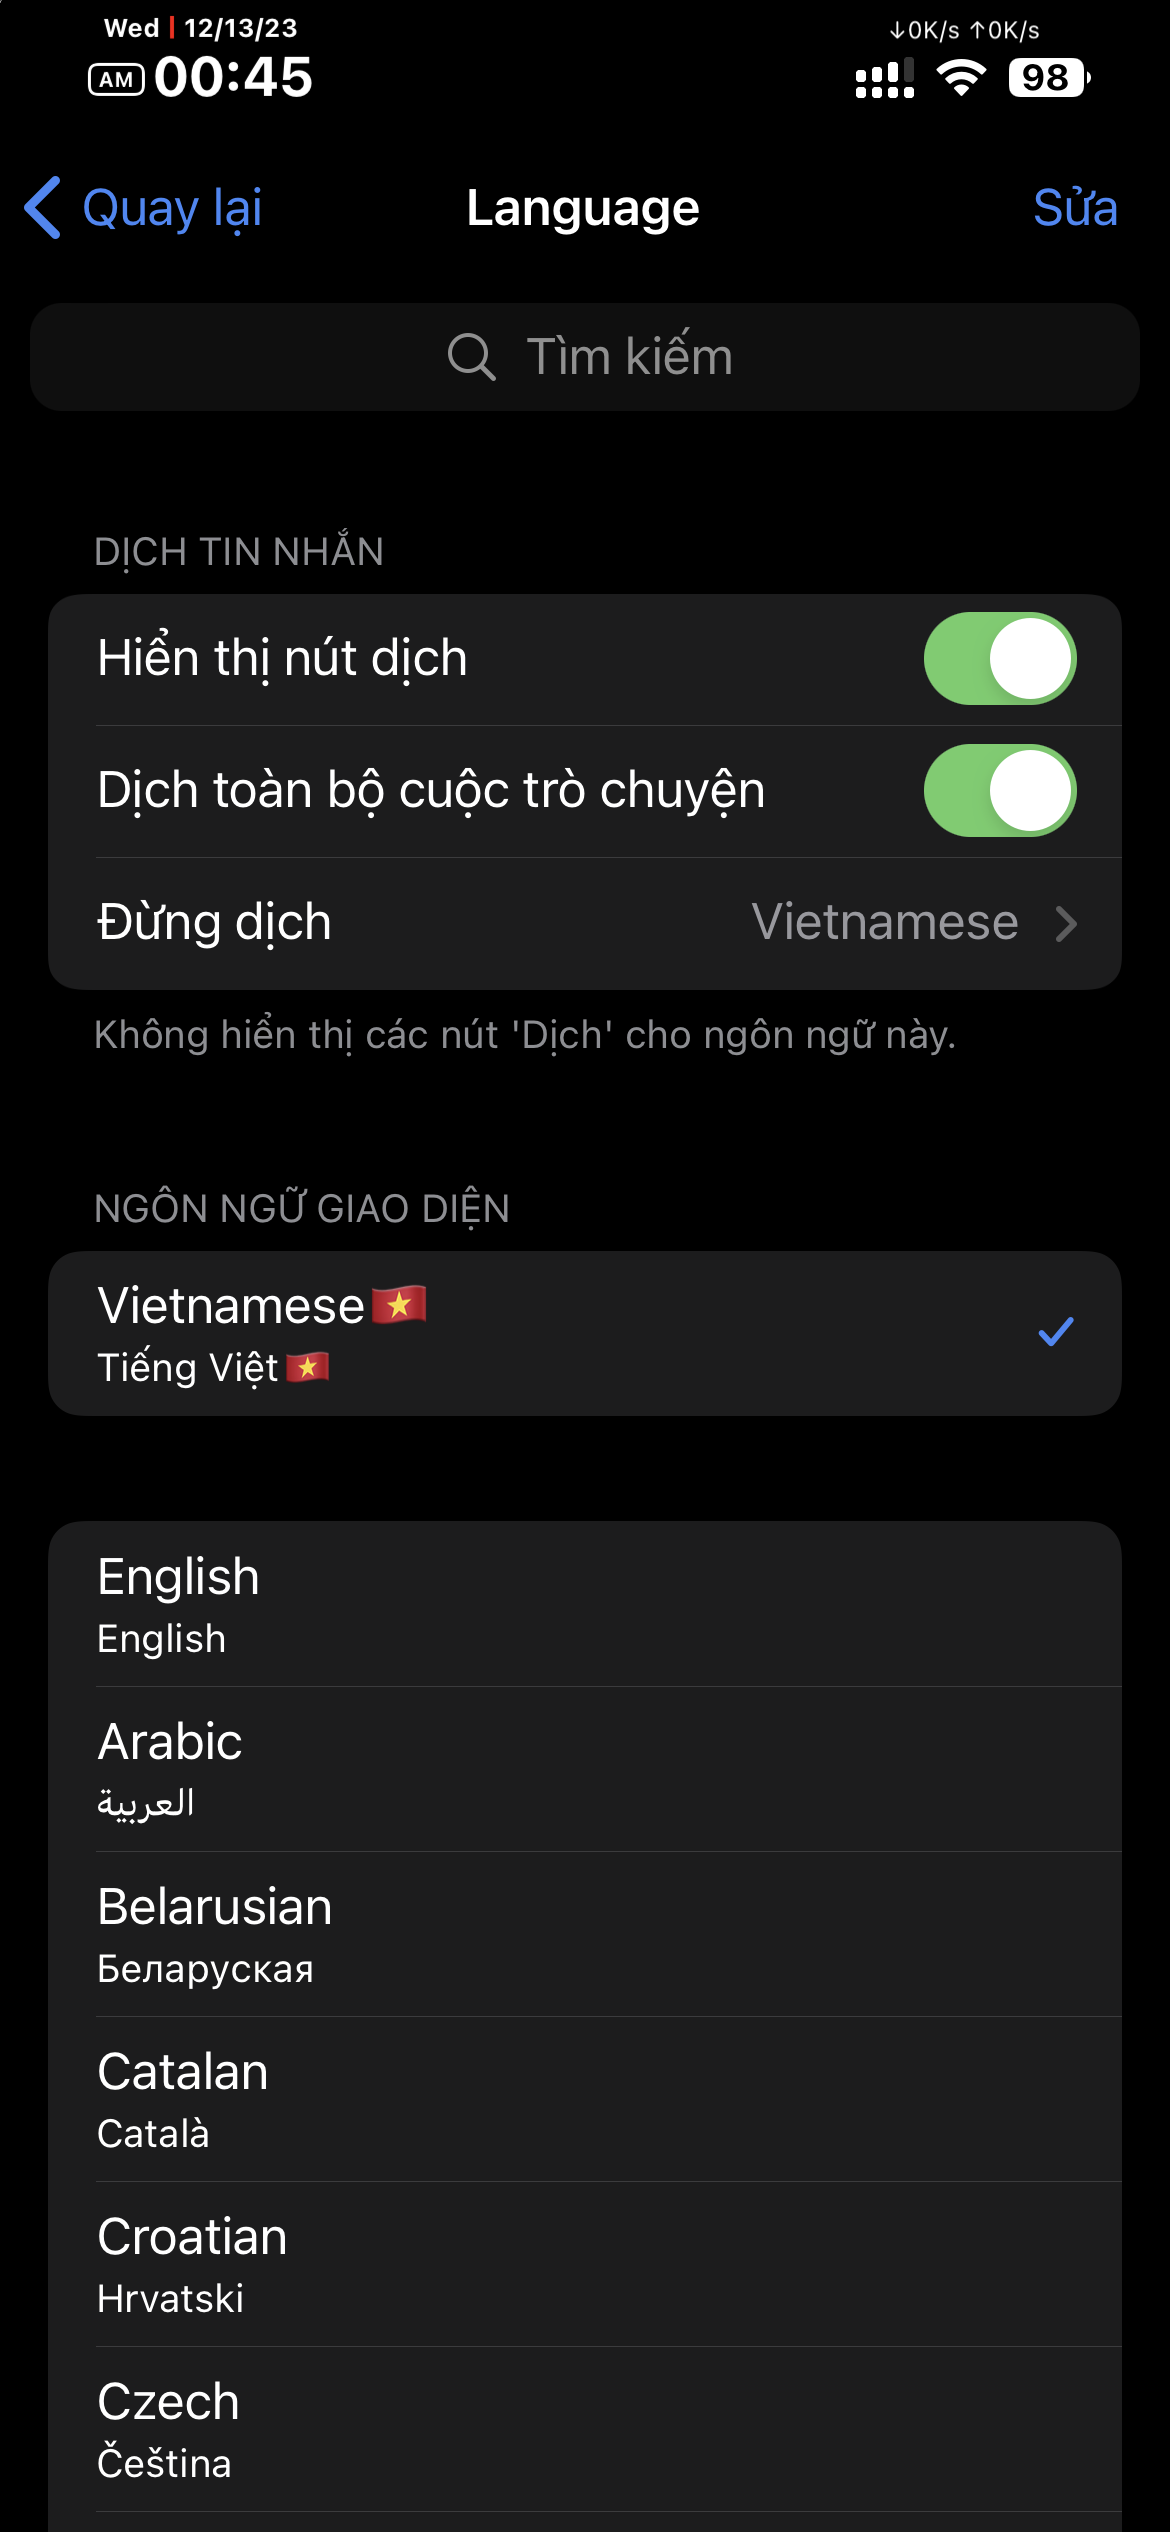 Wed | 12/13/23
↓0K/s ↑0K/s
AM 00:45
98
Quay lại
Language
Sửa
Tìm kiếm
DỊCH TIN NHẮN
Hiển thị nút dịch
Dịch toàn bộ cuộc trò chuyện
Đừng dịch
Vietnamese
Không hiển thị các nút 'Dịch' cho ngôn ngữ này.
NGÔN NGỮ GIAO DIỆN
Vietnamese🇻🇳
Tiếng Việt🇻🇳
English
English
Arabic
العربية
Belarusian
Беларуская
Catalan
Català
Croatian
Hrvatski
Czech
Čeština